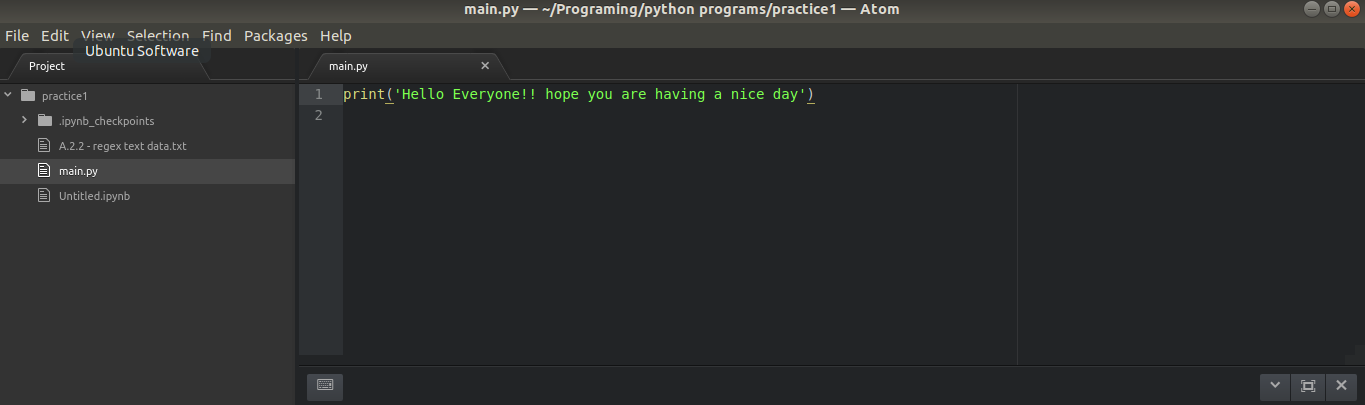 main.py — ~/Programing/python programs/practice1 — Atom
File Edit View Selection Find Packages Help
Ubuntu Software
Project
main.py
practice1
.ipynb_checkpoints
A.2.2 - regex text data.txt
main.py
Untitled.ipynb
1 print('Hello Everyone!! hope you are having a nice day')
2